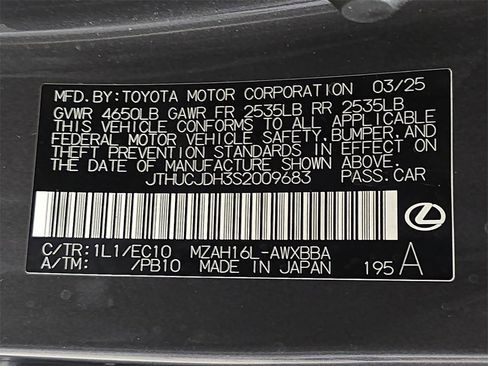 MFD. BY: TOYOTA MOTOR CORPORATION 03/25
GVWR 4650LB GAWR FR 2535LB RR 2535LB
THIS VEHICLE CONFORMS TO ALL APPLICABLE
FEDERAL MOTOR VEHICLE SAFETY, BUMPER, AND
THEFT PREVENTION STANDARDS IN EFFECT ON
THE DATE OF MANUFACTURE SHOWN ABOVE.
JTHUCJDH3S2009683 PASS.CAR
C/TR: 1L1/EC10 MZAH16L-AWXBBA
A/TM: /PB10 MADE IN JAPAN 195 A